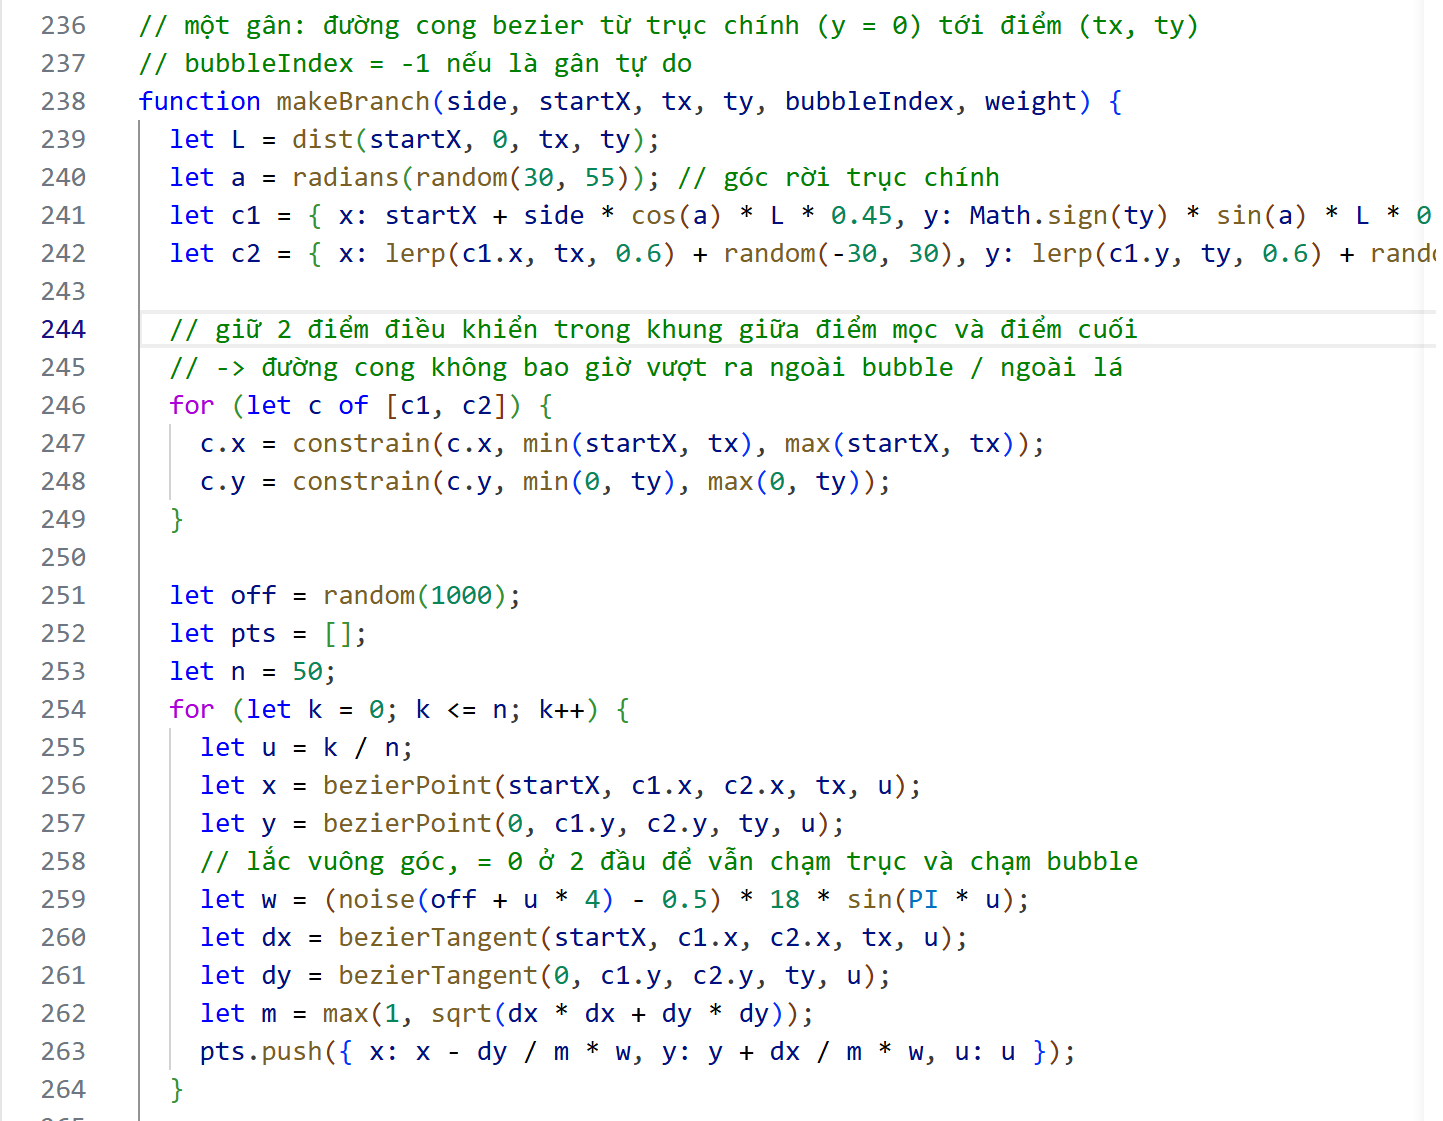 236 // một gân: đường cong bezier từ trục chính (y = 0) tới điểm (tx, ty)
237 // bubbleIndex = -1 nếu là gân tự do
238 function makeBranch(side, startX, tx, ty, bubbleIndex, weight) {
239 let L = dist(startX, 0, tx, ty);
240 let a = radians(random(30, 55)); // góc rời trục chính
241 let c1 = { x: startX + side * cos(a) * L * 0.45, y: Math.sign(ty) * sin(a) * L * 0
242 let c2 = { x: lerp(c1.x, tx, 0.6) + random(-30, 30), y: lerp(c1.y, ty, 0.6) +
243
244 // giữ 2 điểm điều khiển trong khung giữa điểm mọc và điểm cuối
245 // -> đường cong không bao giờ vượt ra ngoài bubble / ngoài lá
246 for (let c of [c1, c2]) {
247 c.x = constrain(c.x, min(startX, tx), max(startX, tx));
248 c.y = constrain(c.y, min(0, ty), max(0, ty));
249 }
250
251 let off = random(1000);
252 let pts = [];
253 let n = 50;
254 for (let k = 0; k <= n; k++) {
255 let u = k / n;
256 let x = bezierPoint(startX, c1.x, c2.x, tx, u);
257 let y = bezierPoint(0, c1.y, c2.y, ty, u);
258 // lắc vuông góc, = 0 ở 2 đầu để vẫn chạm trục và chạm bubble
259 let w = (noise(off + u * 4) - 0.5) * 18 * sin(PI * u);
260 let dx = bezierTangent(startX, c1.x, c2.x, tx, u);
261 let dy = bezierTangent(0, c1.y, c2.y, ty, u);
262 let m = max(1, sqrt(dx * dx + dy * dy));
263 pts.push({ x: x - dy / m * w, y: y + dx / m * w, u: u });
264 }